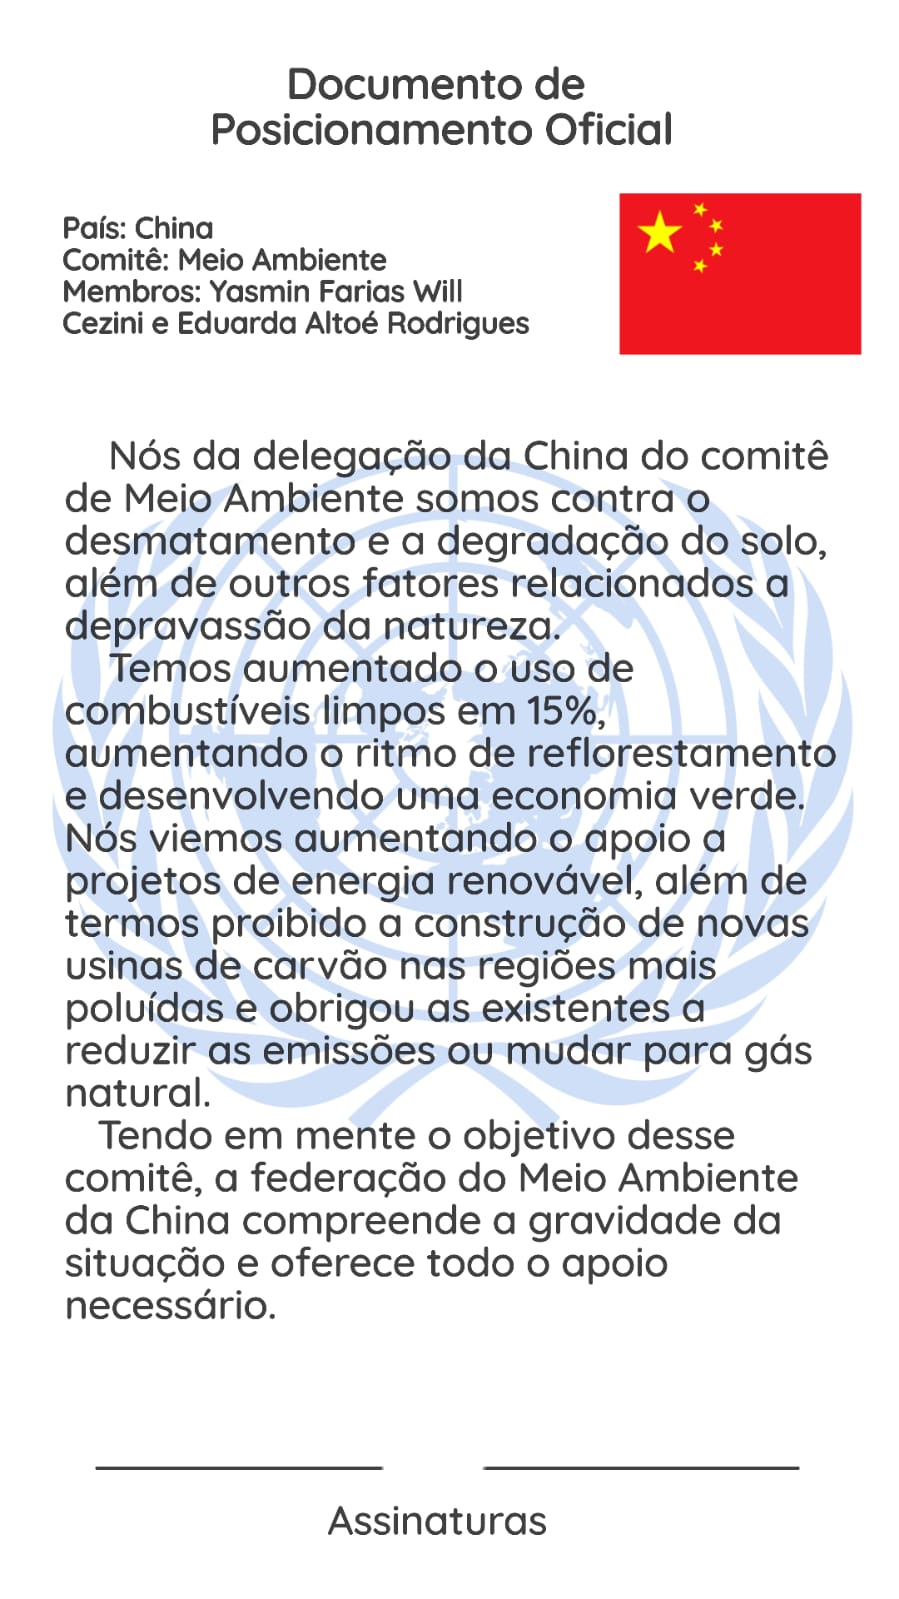 Documento de
Posicionamento Oficial
País: China
Comitê: Meio Ambiente
Membros: Yasmin Farias Will
Cezini e Eduarda Altoé Rodrigues
Nós da delegação da China do comitê
de Meio Ambiente somos contra o
desmatamento e a degradação do solo,
além de outros fatores relacionados a
depravassão da natureza.
Temos aumentado o uso de
combustíveis limpos em 15%,
aumentando o ritmo de reflorestamento
e desenvolvendo uma economia verde.
Nós viemos aumentando o apoio a
projetos de energia renovável, além de
termos proibido a construção de novas
usinas de carvão nas regiões mais
poluídas e obrigou as existentes a
reduzir as emissões ou mudar para gás
natural.
Tendo em mente o objetivo desse
comitê, a federação do Meio Ambiente
da China compreende a gravidade da
situação e oferece todo o apoio
necessário.
Assinaturas